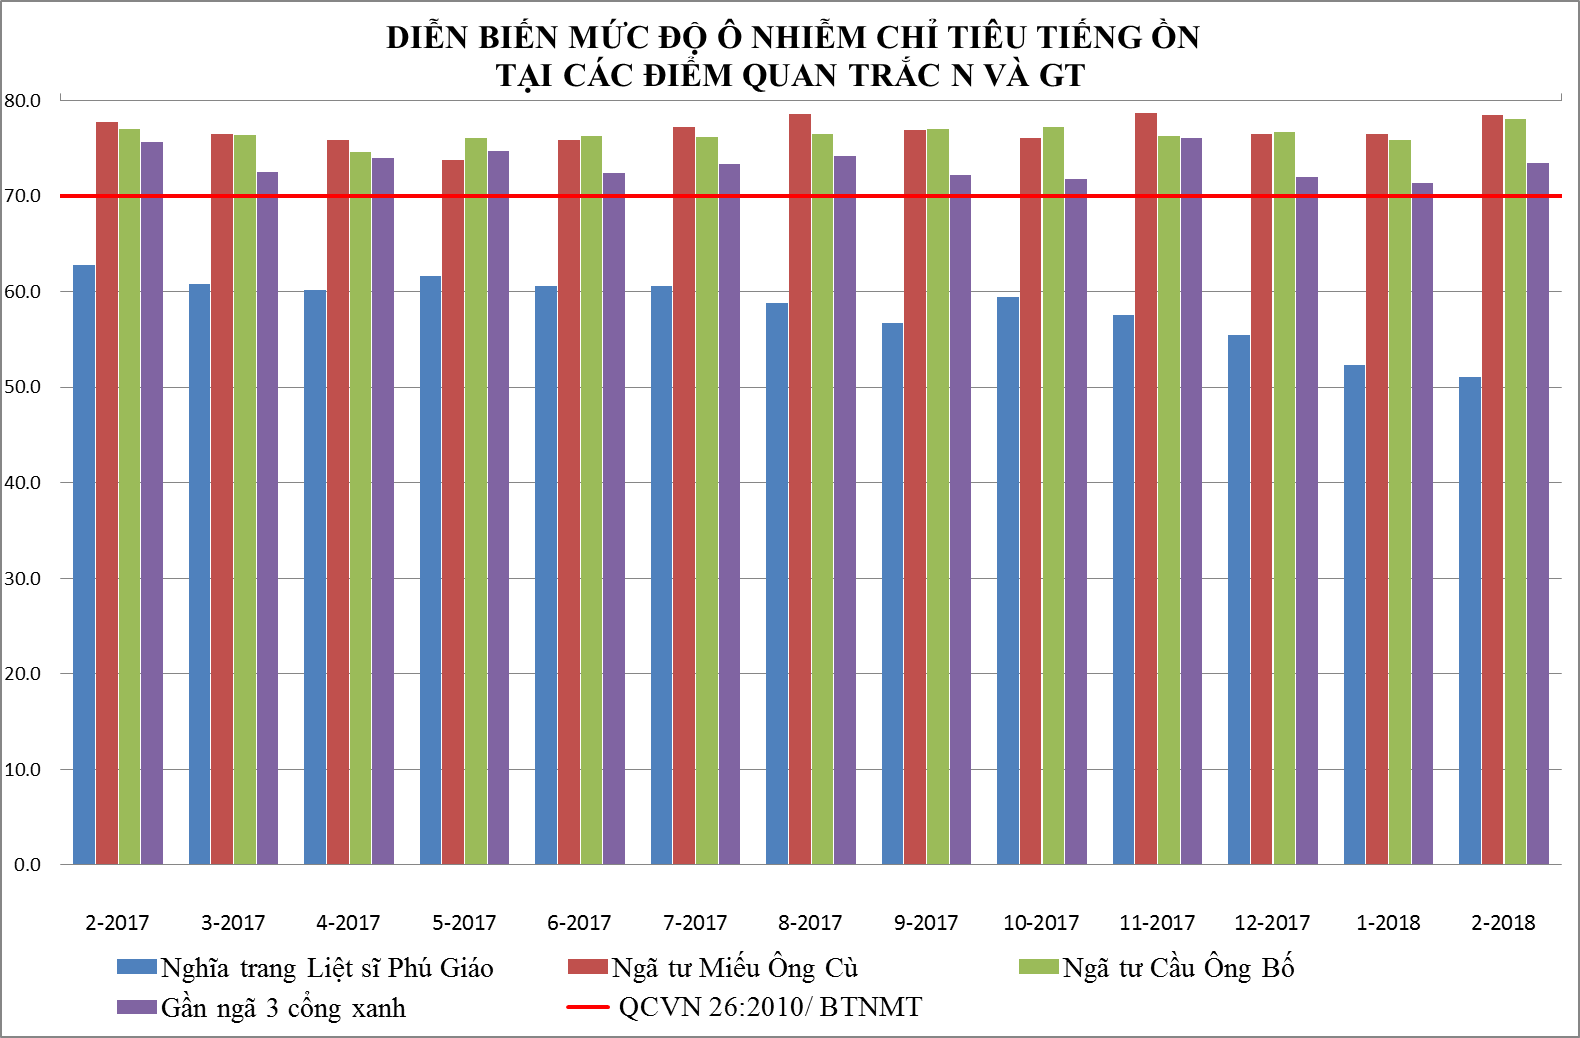 DIỄN BIẾN MỨC ĐỘ Ô NHIỄM CHỈ TIÊU TIẾNG ỒN
TẠI CÁC ĐIỂM QUAN TRẮC N VÀ GT
80.0
70.0
60.0
50.0
40.0
30.0
20.0
10.0
0.0
2-2017 3-2017 4-2017 5-2017 6-2017 7-2017 8-2017 9-2017 10-2017 11-2017 12-2017 1-2018 2-2018
Nghĩa trang Liệt sĩ Phú Giáo Ngã tư Miếu Ông Cù Ngã tư Cầu Ông Bố
Gần ngã 3 cổng xanh QCVN 26:2010/ BTNMT